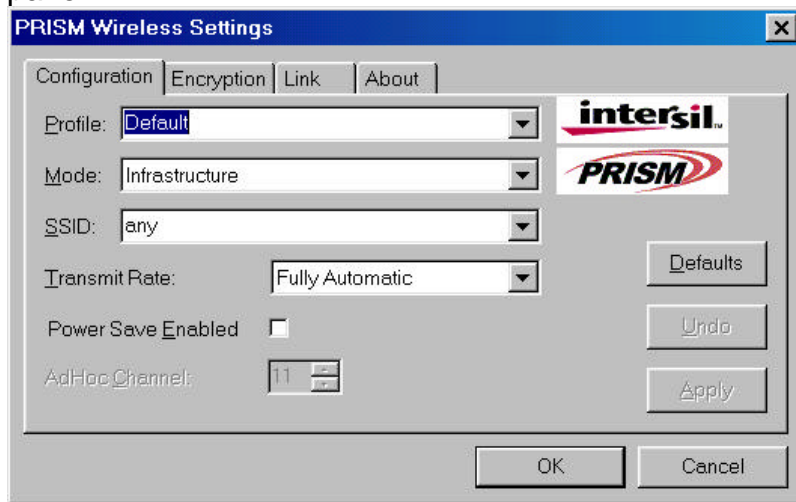 PRISM Wireless Settings
Configuration Encryption Link About
Profile: Default
intersil™
Mode: Infrastructure
PRISM
SSID: any
Transmit Rate: Fully Automatic
Defaults
Power Save Enabled
Undo
AdHoc Channel: 11
Apply
OK Cancel